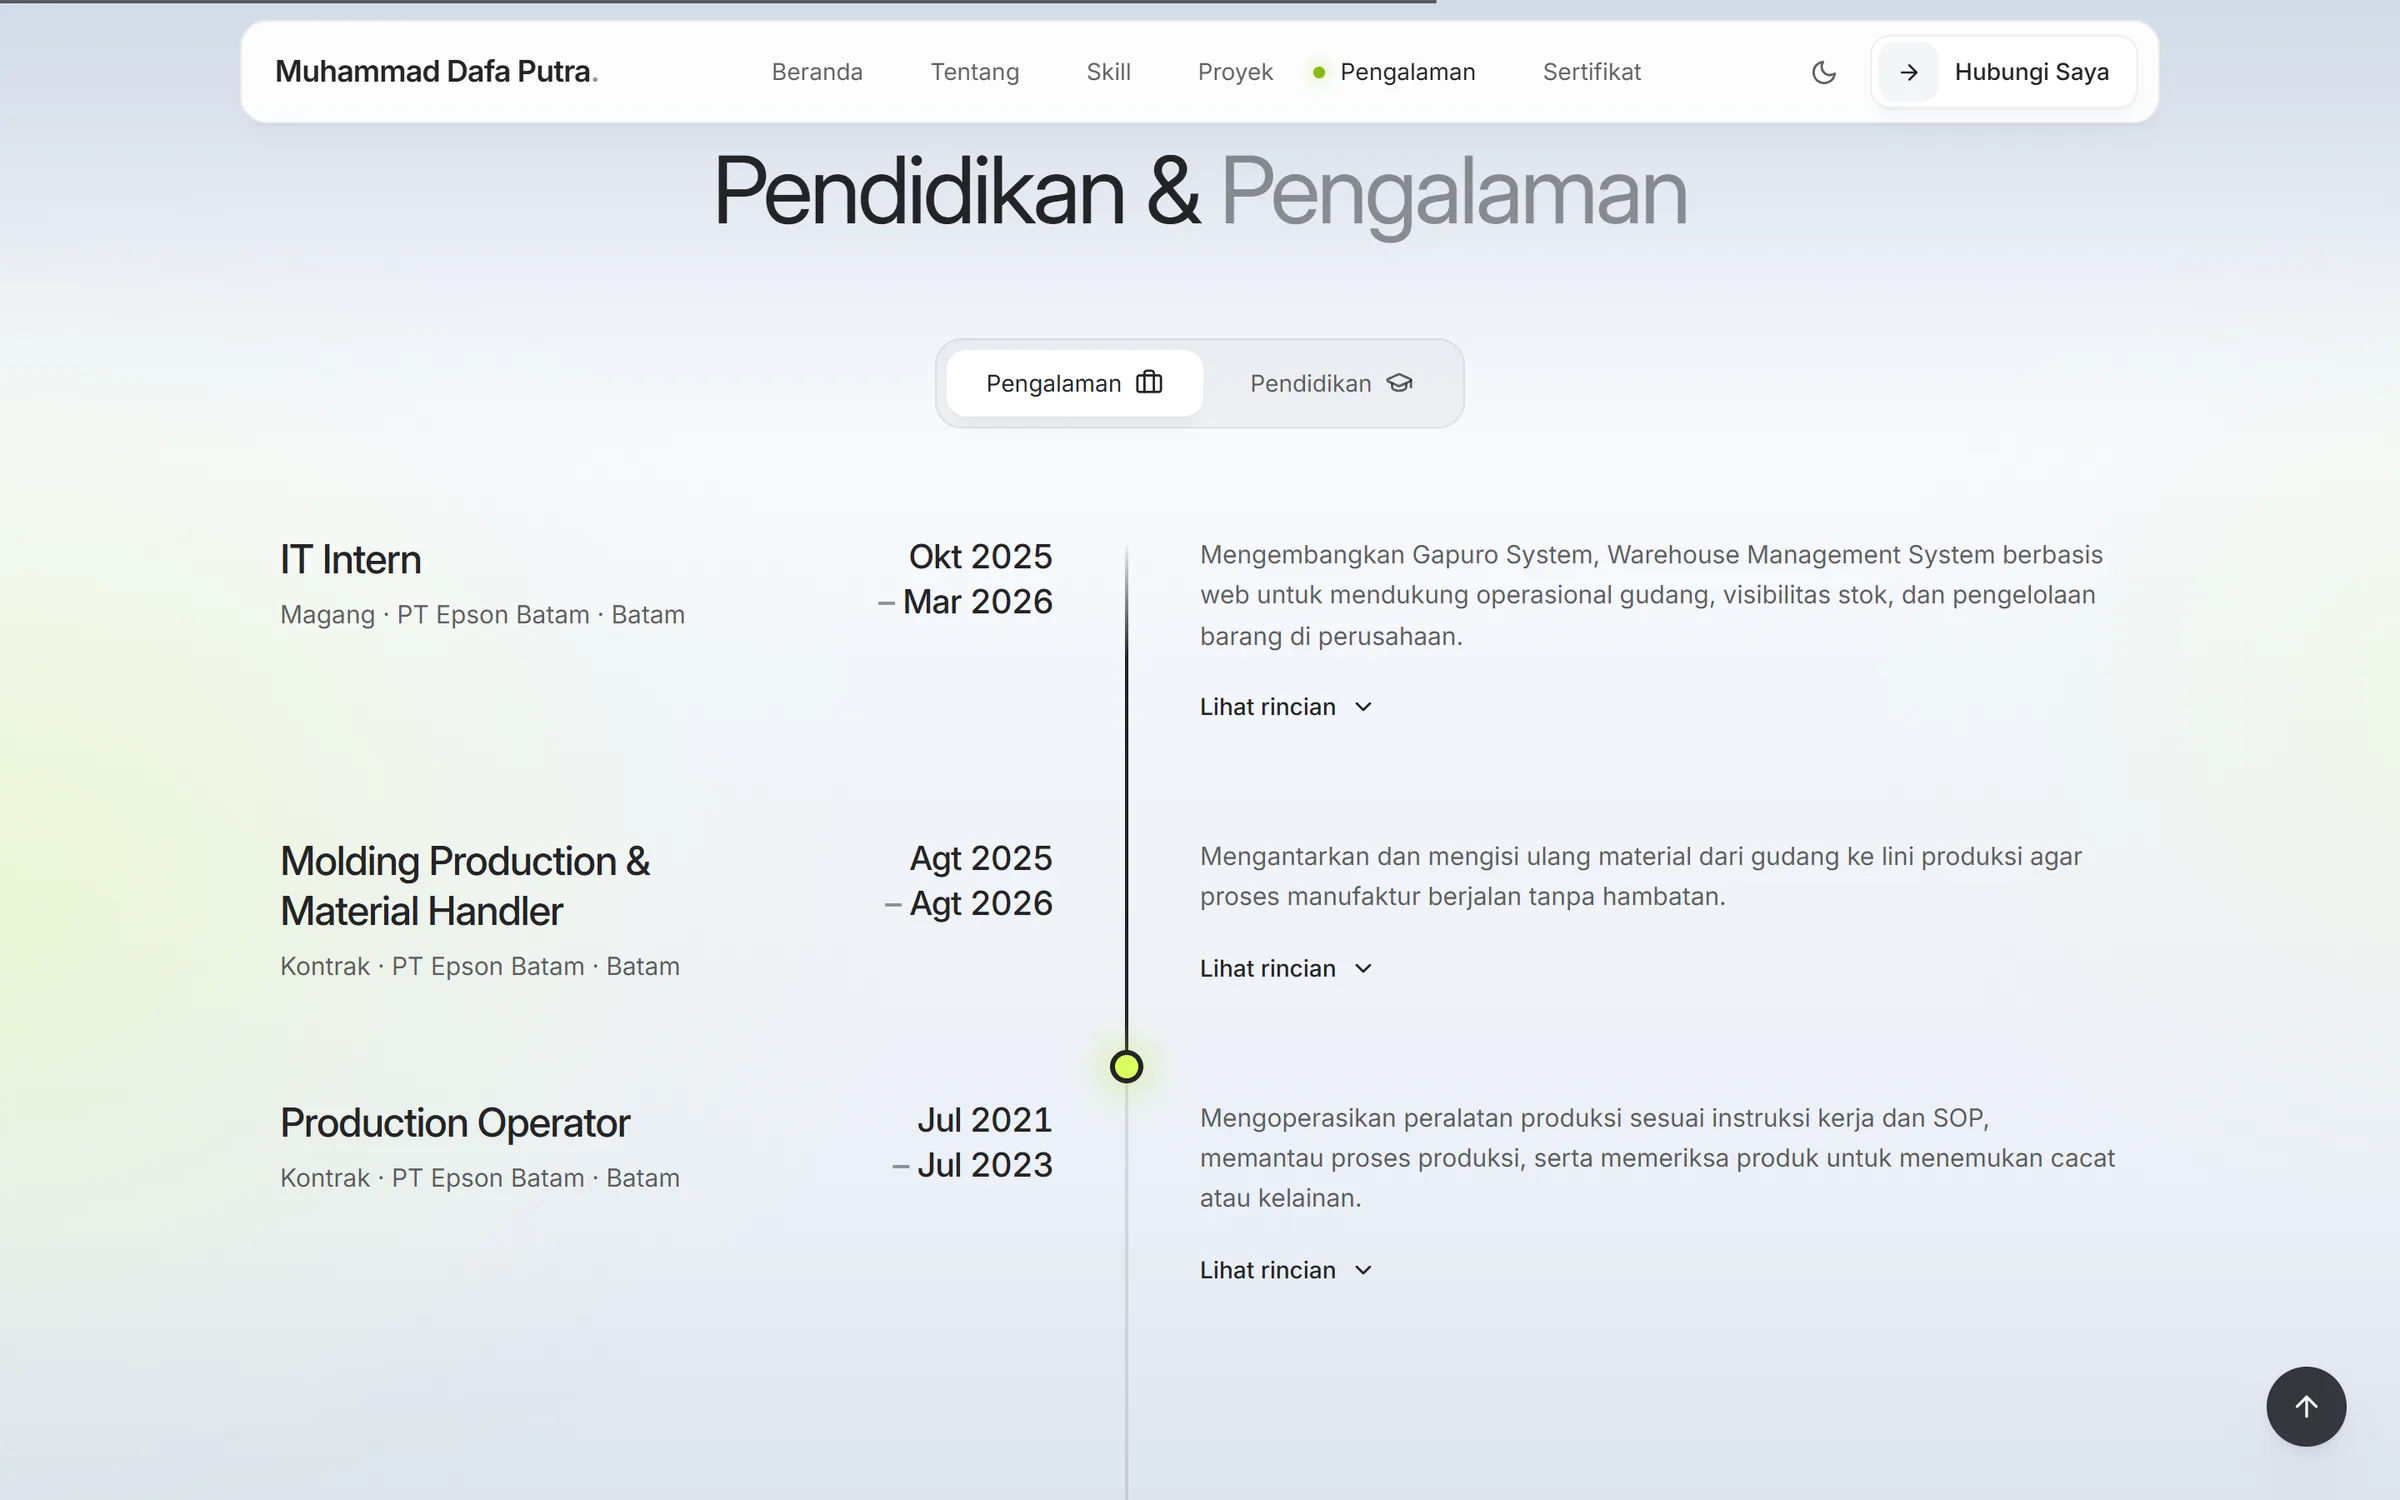 Muhammad Dafa Putra.
Beranda
Tentang
Skill
Proyek
Pengalaman
Sertifikat
Hubungi Saya
Pendidikan & Pengalaman
Pengalaman
Pendidikan
IT Intern
Magang · PT Epson Batam · Batam
Okt 2025
– Mar 2026
Mengembangkan Gapuro System, Warehouse Management System berbasis
web untuk mendukung operasional gudang, visibilitas stok, dan pengelolaan
barang di perusahaan.
Lihat rincian
Molding Production &
Material Handler
Kontrak · PT Epson Batam · Batam
Agt 2025
– Agt 2026
Mengantarkan dan mengisi ulang material dari gudang ke lini produksi agar
proses manufaktur berjalan tanpa hambatan.
Lihat rincian
Production Operator
Kontrak · PT Epson Batam · Batam
Jul 2021
– Jul 2023
Mengoperasikan peralatan produksi sesuai instruksi kerja dan SOP,
memantau proses produksi, serta memeriksa produk untuk menemukan cacat
atau kelainan.
Lihat rincian